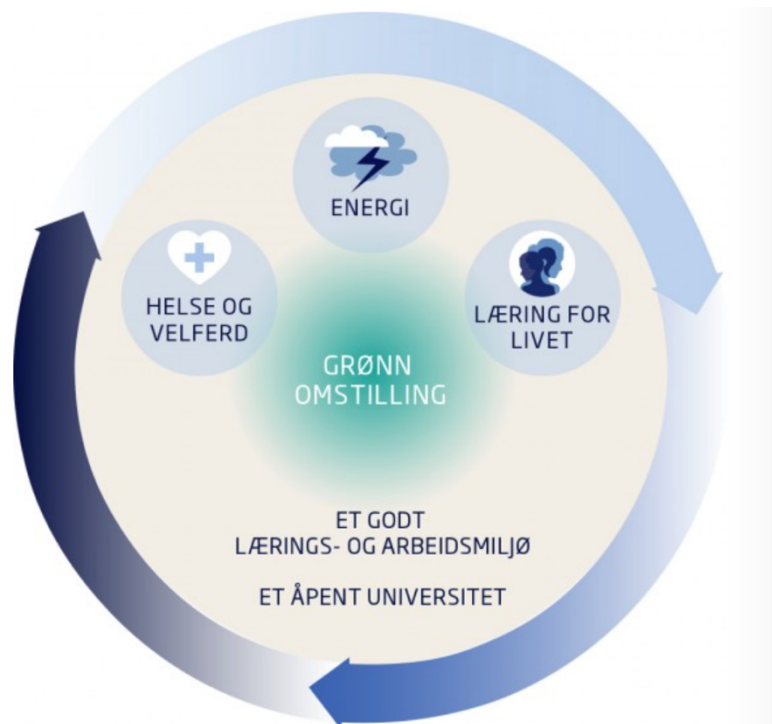 ENERGI
HELSE OG
VELFERD
LÆRING FOR
LIVET
GRØNN
OMSTILLING
ET GODT
LÆRINGS- OG ARBEIDSMILJØ
ET ÅPENT UNIVERSITET